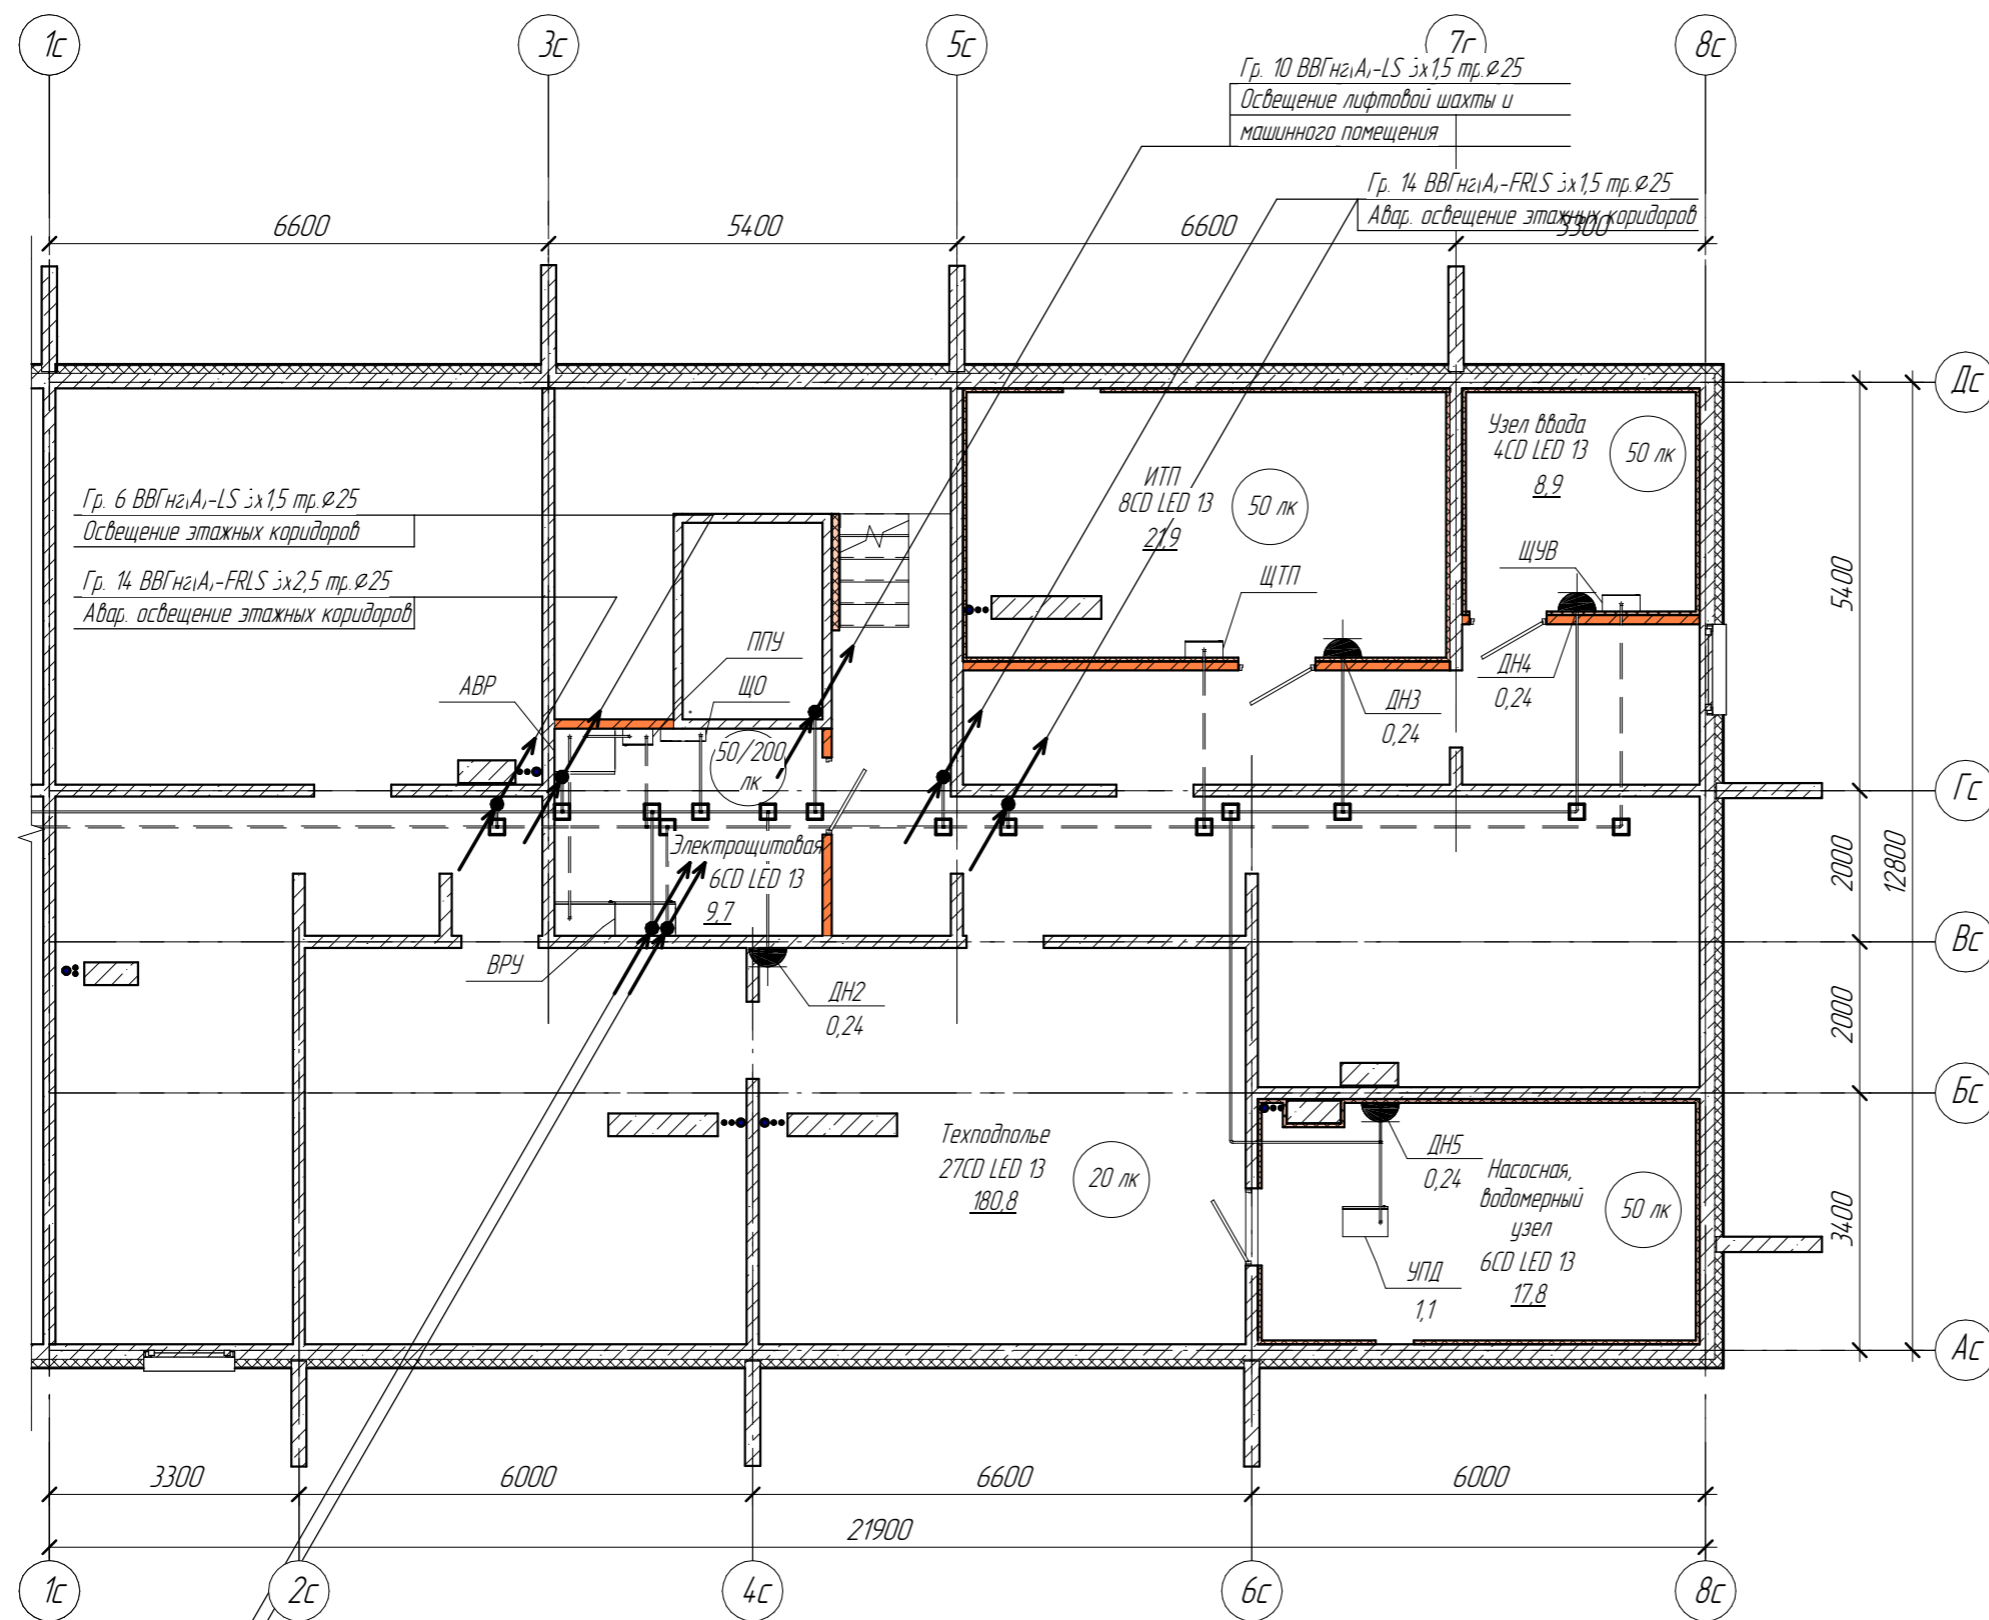 1с
3с
5с
7г
8с
Гр. 10 ВВГнг(А)-LS 3х1,5 тр.⌀25
Освещение лифтовой шахты и
машинного помещения
Гр. 14 ВВГнг(А)-FRLS 3х1,5 тр.⌀25
Авар. освещение этажных коридоров
6600
5400
6600
3300
Дс
Узел ввода
4CD LED 13
8,9
50 лк
ИТП
8CD LED 13
21,9
50 лк
Гр. 6 ВВГнг(А)-LS 3х1,5 тр.⌀25
Освещение этажных коридоров
Гр. 14 ВВГнг(А)-FRLS 3х2,5 тр.⌀25
Авар. освещение этажных коридоров
ЩУВ
ЩТП
5400
ППУ
ЩО
АВР
ДН4
0,24
ДН3
0,24
50/200
лк
Гс
Электрощитовая
6CD LED 13
9,7
2000
12800
Вс
ВРУ
ДН2
0,24
2000
Бс
Техподполье
27CD LED 13
180,8
20 лк
ДН5
0,24
Насосная,
водомерный
узел
6CD LED 13
17,8
50 лк
3400
УПД
1,1
Ас
3300
6000
6600
6000
21900
1с
2с
4с
6с
8с